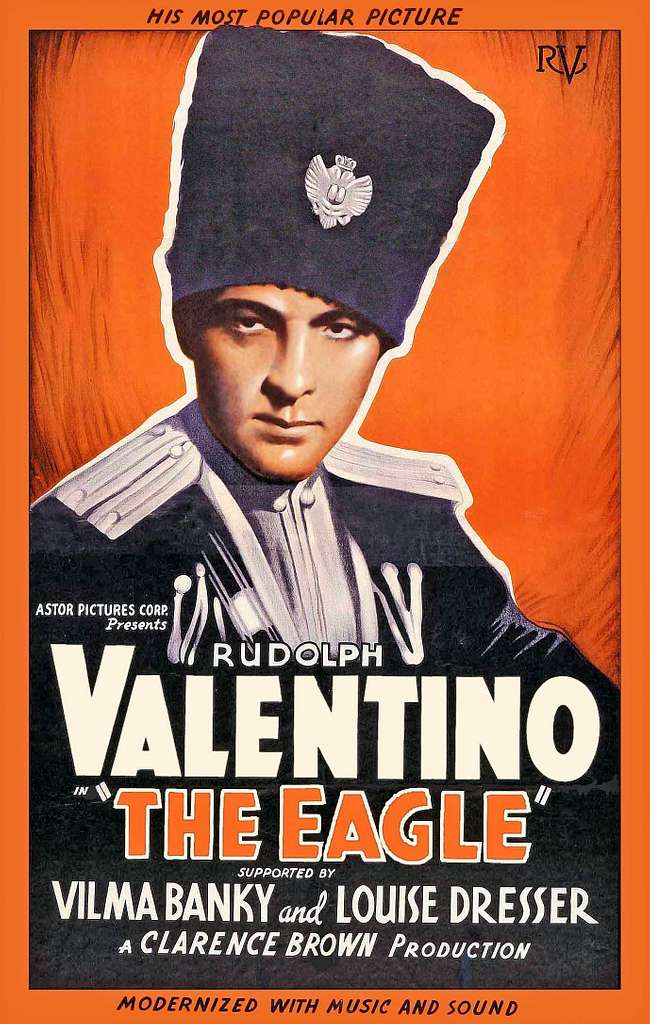 HIS MOST POPULAR PICTURE
RV
ASTOR PICTURES CORP.
Presents
RUDOLPH
VALENTINO
IN "THE EAGLE"
SUPPORTED BY
VILMA BANKY and LOUISE DRESSER
A CLARENCE BROWN PRODUCTION
MODERNIZED WITH MUSIC AND SOUND